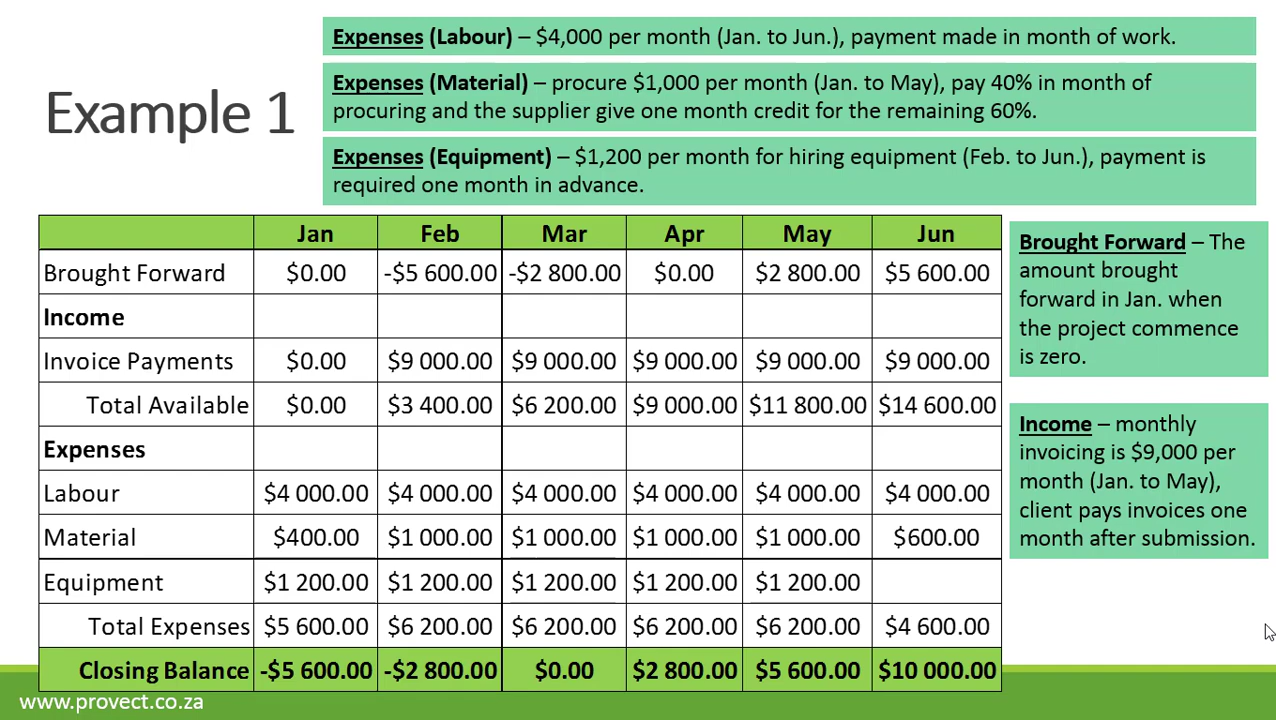 Example 1
Expenses (Labour) – $4,000 per month (Jan. to Jun.), payment made in month of work.
Expenses (Material) – procure $1,000 per month (Jan. to May), pay 40% in month of
procuring and the supplier give one month credit for the remaining 60%.
Expenses (Equipment) – $1,200 per month for hiring equipment (Feb. to Jun.), payment is
required one month in advance.
Jan Feb Mar Apr May Jun
Brought Forward $0.00 -$5 600.00 -$2 800.00 $0.00 $2 800.00 $5 600.00
Income
Invoice Payments $0.00 $9 000.00 $9 000.00 $9 000.00 $9 000.00 $9 000.00
Total Available $0.00 $3 400.00 $6 200.00 $9 000.00 $11 800.00 $14 600.00
Expenses
Labour $4 000.00 $4 000.00 $4 000.00 $4 000.00 $4 000.00 $4 000.00
Material $400.00 $1 000.00 $1 000.00 $1 000.00 $1 000.00 $600.00
Equipment $1 200.00 $1 200.00 $1 200.00 $1 200.00 $1 200.00
Total Expenses $5 600.00 $6 200.00 $6 200.00 $6 200.00 $6 200.00 $4 600.00
Closing Balance -$5 600.00 -$2 800.00 $0.00 $2 800.00 $5 600.00 $10 000.00
Brought Forward – The
amount brought
forward in Jan. when
the project commence
is zero.
Income – monthly
invoicing is $9,000 per
month (Jan. to May),
client pays invoices one
month after submission.
www.provect.co.za